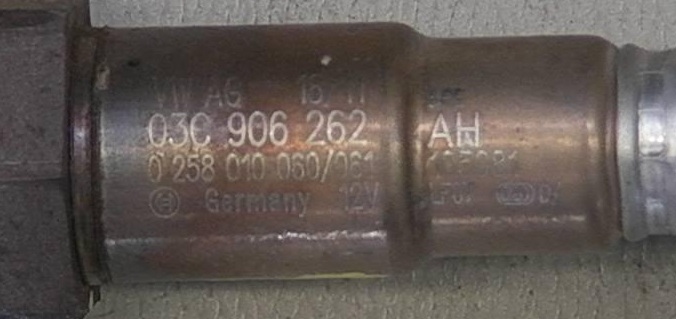 VW AG 15 11
03C 906 262 AH
0 258 010 060/061
Germany 12V